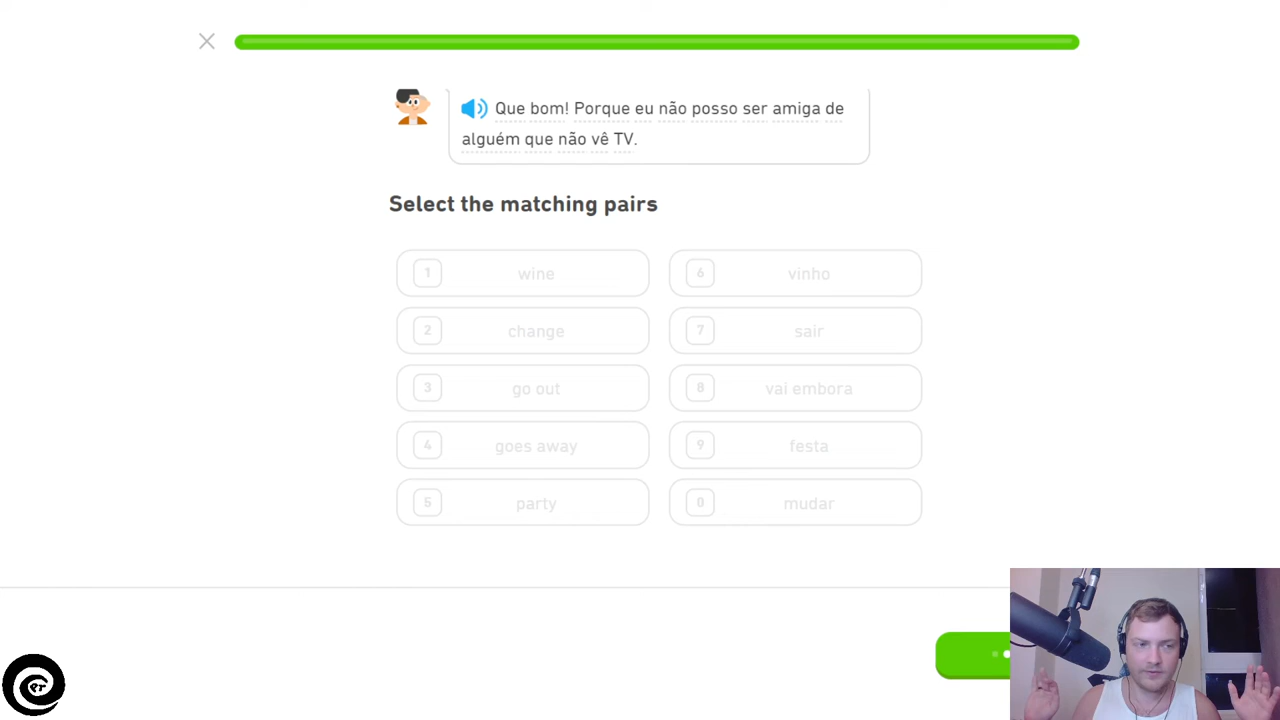 Que bom! Porque eu não posso ser amiga de
alguém que não vê TV.
Select the matching pairs
1 wine
6 vinho
2 change
7 sair
3 go out
8 vai embora
4 goes away
9 festa
5 party
0 mudar